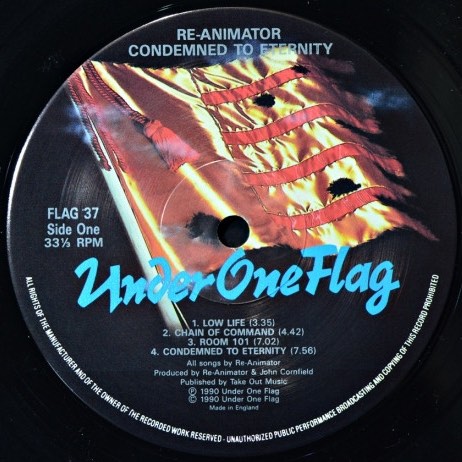 RE-ANIMATOR
CONDEMNED TO ETERNITY
FLAG 37
Side One
33⅓ RPM
Under One Flag
1. LOW LIFE (3.35)
2. CHAIN OF COMMAND (4.42)
3. ROOM 101 (7.02)
4. CONDEMNED TO ETERNITY (7.56)
All songs by Re-Animator
Produced by Re-Animator & John Cornfield
Published by Take Out Music
℗ 1990 Under One Flag
© 1990 Under One Flag
Made in England
ALL RIGHTS OF THE MANUFACTURER AND OF THE OWNER OF THE RECORDED WORK RESERVED - UNAUTHORIZED PUBLIC PERFORMANCE BROADCASTING AND COPYING OF THIS RECORD PROHIBITED